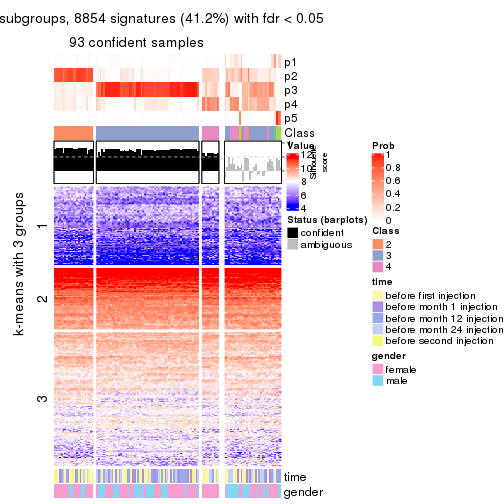 subgroups, 8854 signatures (41.2%) with fdr < 0.05
93 confident samples
p1
p2
p3
p4
p5
Class
k-means with 3 groups
1
2
3
time
gender
Value
12
10
8
6
4
Silhouette
score
Status (barplots)
confident
ambiguous
Prob
1
0.8
0.6
0.4
0.2
0
Class
2
3
4
time
before first injection
before month 1 injection
before month 12 injection
before month 24 injection
before second injection
gender
female
male